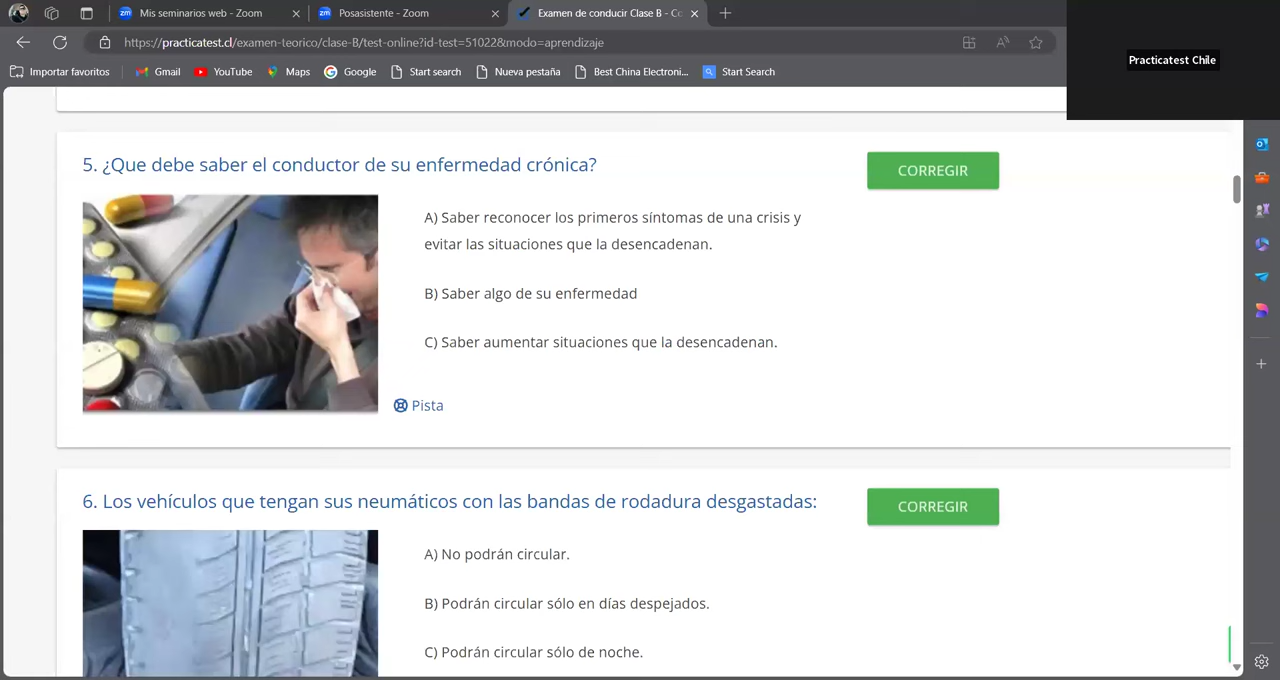 Mis seminarios web - Zoom
Posasistente - Zoom
Examen de conducir Clase B - Co
https://practicatest.cl/examen-teorico/clase-B/test-online?id-test=51022&modo=aprendizaje
Practicatest Chile
Importar favoritos
Gmail
YouTube
Maps
Google
Start search
Nueva pestaña
Best China Electroni...
Start Search
5. ¿Que debe saber el conductor de su enfermedad crónica?
CORREGIR
A) Saber reconocer los primeros síntomas de una crisis y
evitar las situaciones que la desencadenan.
B) Saber algo de su enfermedad
C) Saber aumentar situaciones que la desencadenan.
Pista
6. Los vehículos que tengan sus neumáticos con las bandas de rodadura desgastadas:
CORREGIR
A) No podrán circular.
B) Podrán circular sólo en días despejados.
C) Podrán circular sólo de noche.